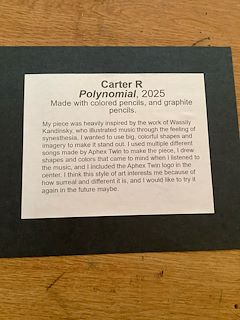 Carter R
Polynomial, 2025
Made with colored pencils, and graphite
pencils.
My piece was heavily inspired by the work of Wassily
Kandinsky, who illustrated music through the feeling of
synesthesia. I wanted to use big, colorful shapes and
imagery to make it stand out. I used multiple different
songs made by Aphex Twin to make the piece, I drew
shapes and colors that came to mind when I listened to
the music, and I included the Aphex Twin logo in the
center. I think this style of art interests me because of
how surreal and different it is, and I would like to try it
again in the future maybe.